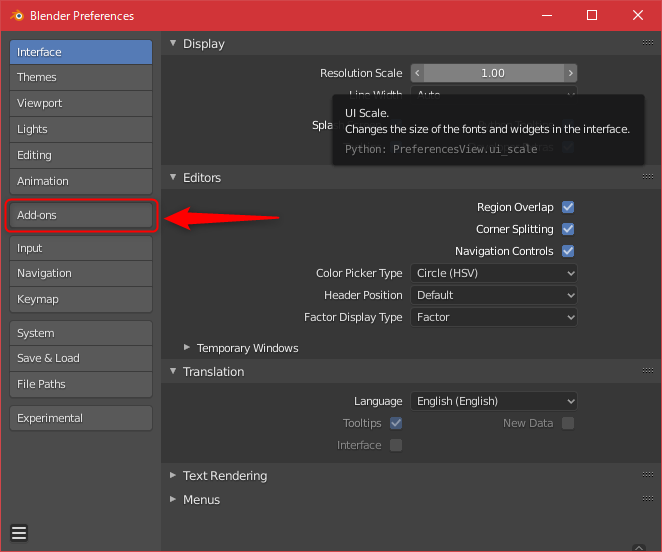 Blender Preferences
Interface
Themes
Viewport
Lights
Editing
Animation
Add-ons
Input
Navigation
Keymap
System
Save & Load
File Paths
Experimental
Display
Resolution Scale 1.00
Line Width Auto
Splash
UI Scale.
Changes the size of the fonts and widgets in the interface.
Python: PreferencesView.ui_scale
Editors
Region Overlap
Corner Splitting
Navigation Controls
Color Picker Type Circle (HSV)
Header Position Default
Factor Display Type Factor
Temporary Windows
Translation
Language English (English)
Tooltips New Data
Interface
Text Rendering
Menus